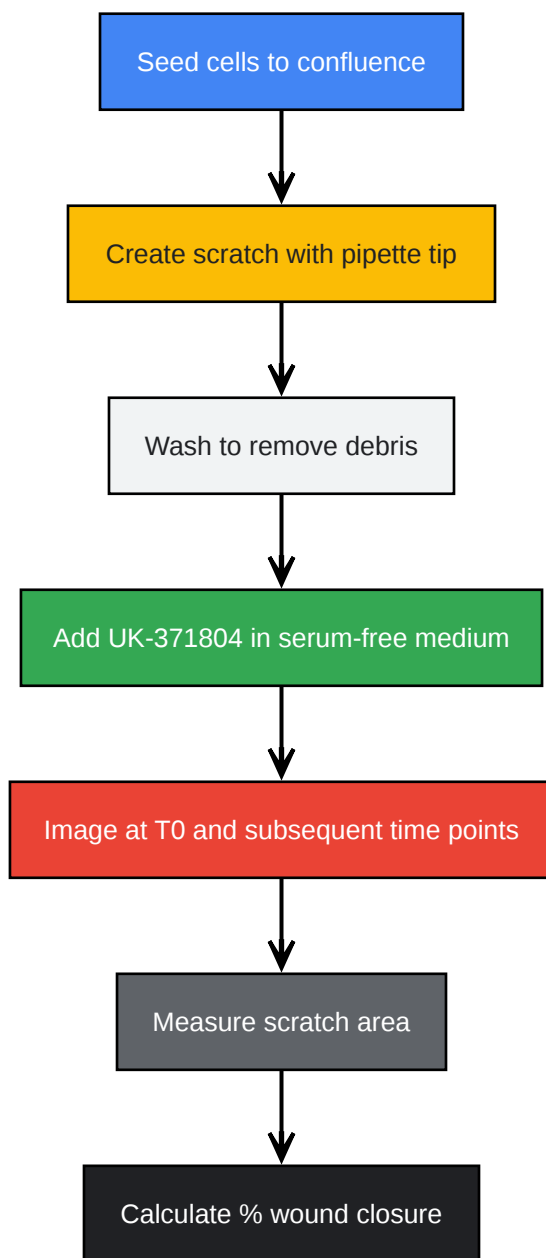 Seed cells to confluence
Create scratch with pipette tip
Wash to remove debris
Add UK-371804 in serum-free medium
Image at T0 and subsequent time points
Measure scratch area
Calculate % wound closure